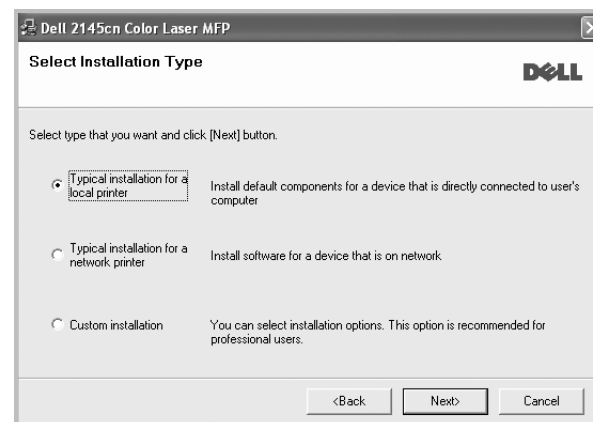 Dell 2145cn Color Laser MFP
Select Installation Type
DELL
Select type that you want and click [Next] button.
Typical installation for a
local printer
Install default components for a device that is directly connected to user's
computer
Typical installation for a
network printer
Install software for a device that is on network
Custom installation
You can select installation options. This option is recommended for
professional users.
<Back
Next>
Cancel